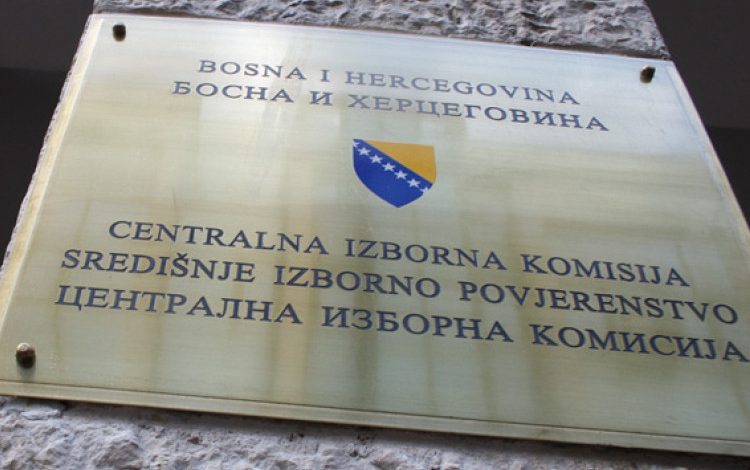 BOSNA I HERCEGOVINA
БОСНА И ХЕРЦЕГОВИНА
CENTRALNA IZBORNA KOMISIJA
SREDIŠNJE IZBORNO POVJERENSTVO
ЦЕНТРАЛНА ИЗБОРНА КОМИСИЈА